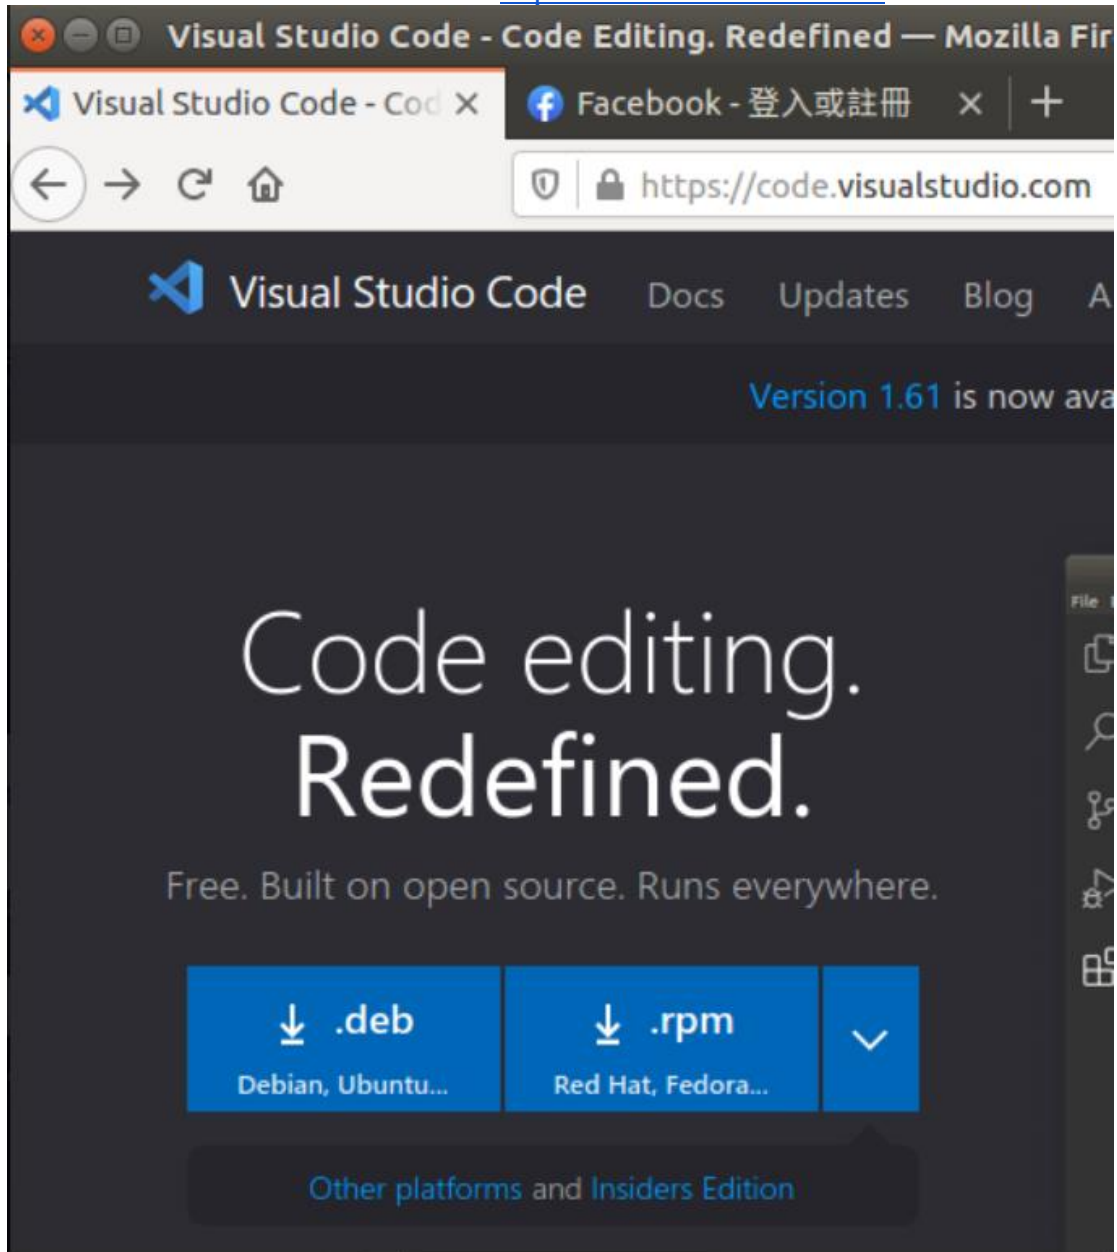 Visual Studio Code - Code Editing. Redefined — Mozilla Fir
Visual Studio Code - Cod
Facebook - 登入或註冊
https://code.visualstudio.com
Visual Studio Code Docs Updates Blog A
Version 1.61 is now ava
File
Code editing.
Redefined.
Free. Built on open source. Runs everywhere.
.deb
Debian, Ubuntu...
.rpm
Red Hat, Fedora...
Other platforms and Insiders Edition